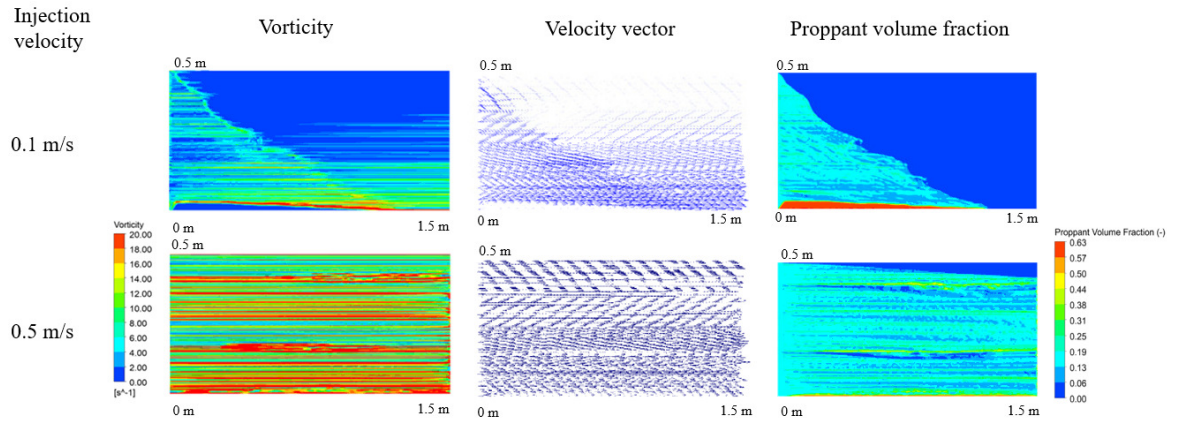 Injection
velocity
Vorticity
Velocity vector
Proppant volume fraction
0.5 m
0.5 m
0.5 m
0.1 m/s
0 m
1.5 m
0 m
1.5 m
0 m
1.5 m
Vorticity
20.00
18.00
16.00
14.00
12.00
10.00
8.00
6.00
4.00
2.00
0.00
[s^-1]
0.5 m
0.5 m
0.5 m
Proppant Volume Fraction (-)
0.63
0.57
0.50
0.44
0.38
0.31
0.25
0.19
0.13
0.06
0.00
0.5 m/s
0 m
1.5 m
0 m
1.5 m
0 m
1.5 m